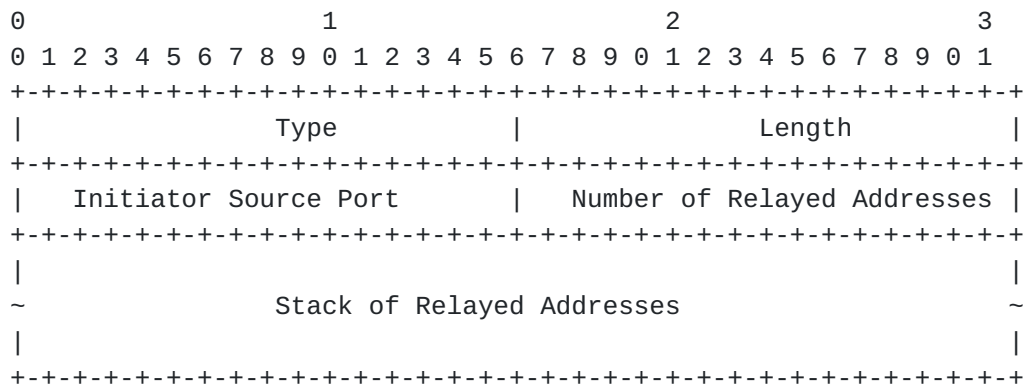 0                   1                     2                   3
0 1 2 3 4 5 6 7 8 9 0 1 2 3 4 5 6 7 8 9 0 1 2 3 4 5 6 7 8 9 0 1
+-+-+-+-+-+-+-+-+-+-+-+-+-+-+-+-+-+-+-+-+-+-+-+-+-+-+-+-+-+-+-+-+
|                Type           |               Length          |
+-+-+-+-+-+-+-+-+-+-+-+-+-+-+-+-+-+-+-+-+-+-+-+-+-+-+-+-+-+-+-+-+
|   Initiator Source Port       |   Number of Relayed Addresses |
+-+-+-+-+-+-+-+-+-+-+-+-+-+-+-+-+-+-+-+-+-+-+-+-+-+-+-+-+-+-+-+-+
|                                                               |
~                Stack of Relayed Addresses                     ~
|                                                               |
+-+-+-+-+-+-+-+-+-+-+-+-+-+-+-+-+-+-+-+-+-+-+-+-+-+-+-+-+-+-+-+-+